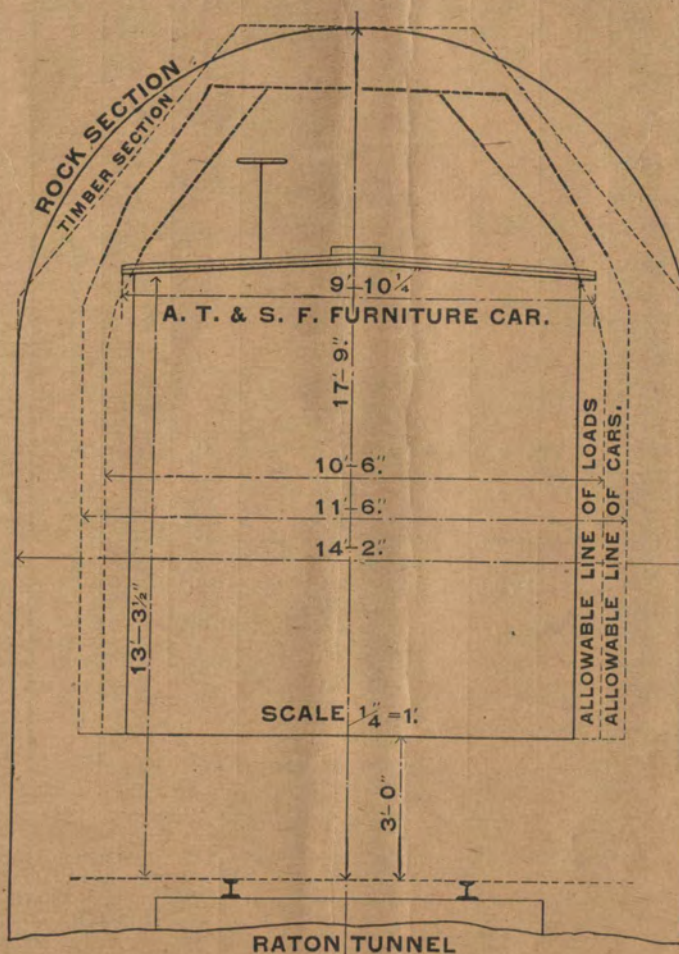 ROCK SECTION
TIMBER SECTION
9'-10¼"
A. T. & S. F. FURNITURE CAR.
17'-9".
10'-6".
11'-6".
14'-2".
13'-3½"
ALLOWABLE LINE OF LOADS
ALLOWABLE LINE OF CARS.
SCALE ¼"=1'.
3'-0"
RATON TUNNEL